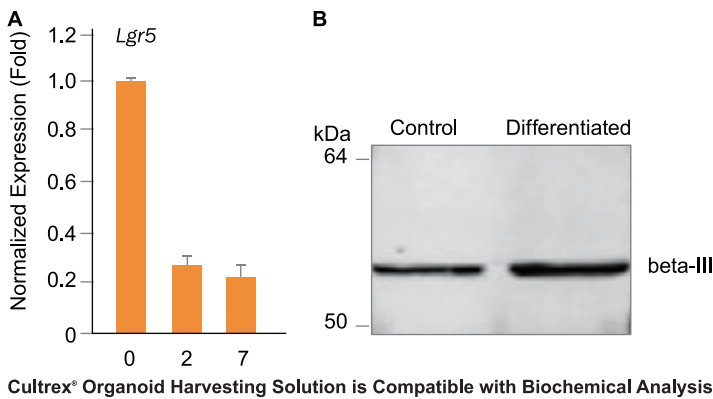 A
Lgr5
Normalized Expression (Fold)
1.2
1.0
0.8
0.6
0.4
0.2
0
0 2 7
B
kDa
Control Differentiated
64
beta-III
50
Cultrex® Organoid Harvesting Solution is Compatible with Biochemical Analysis